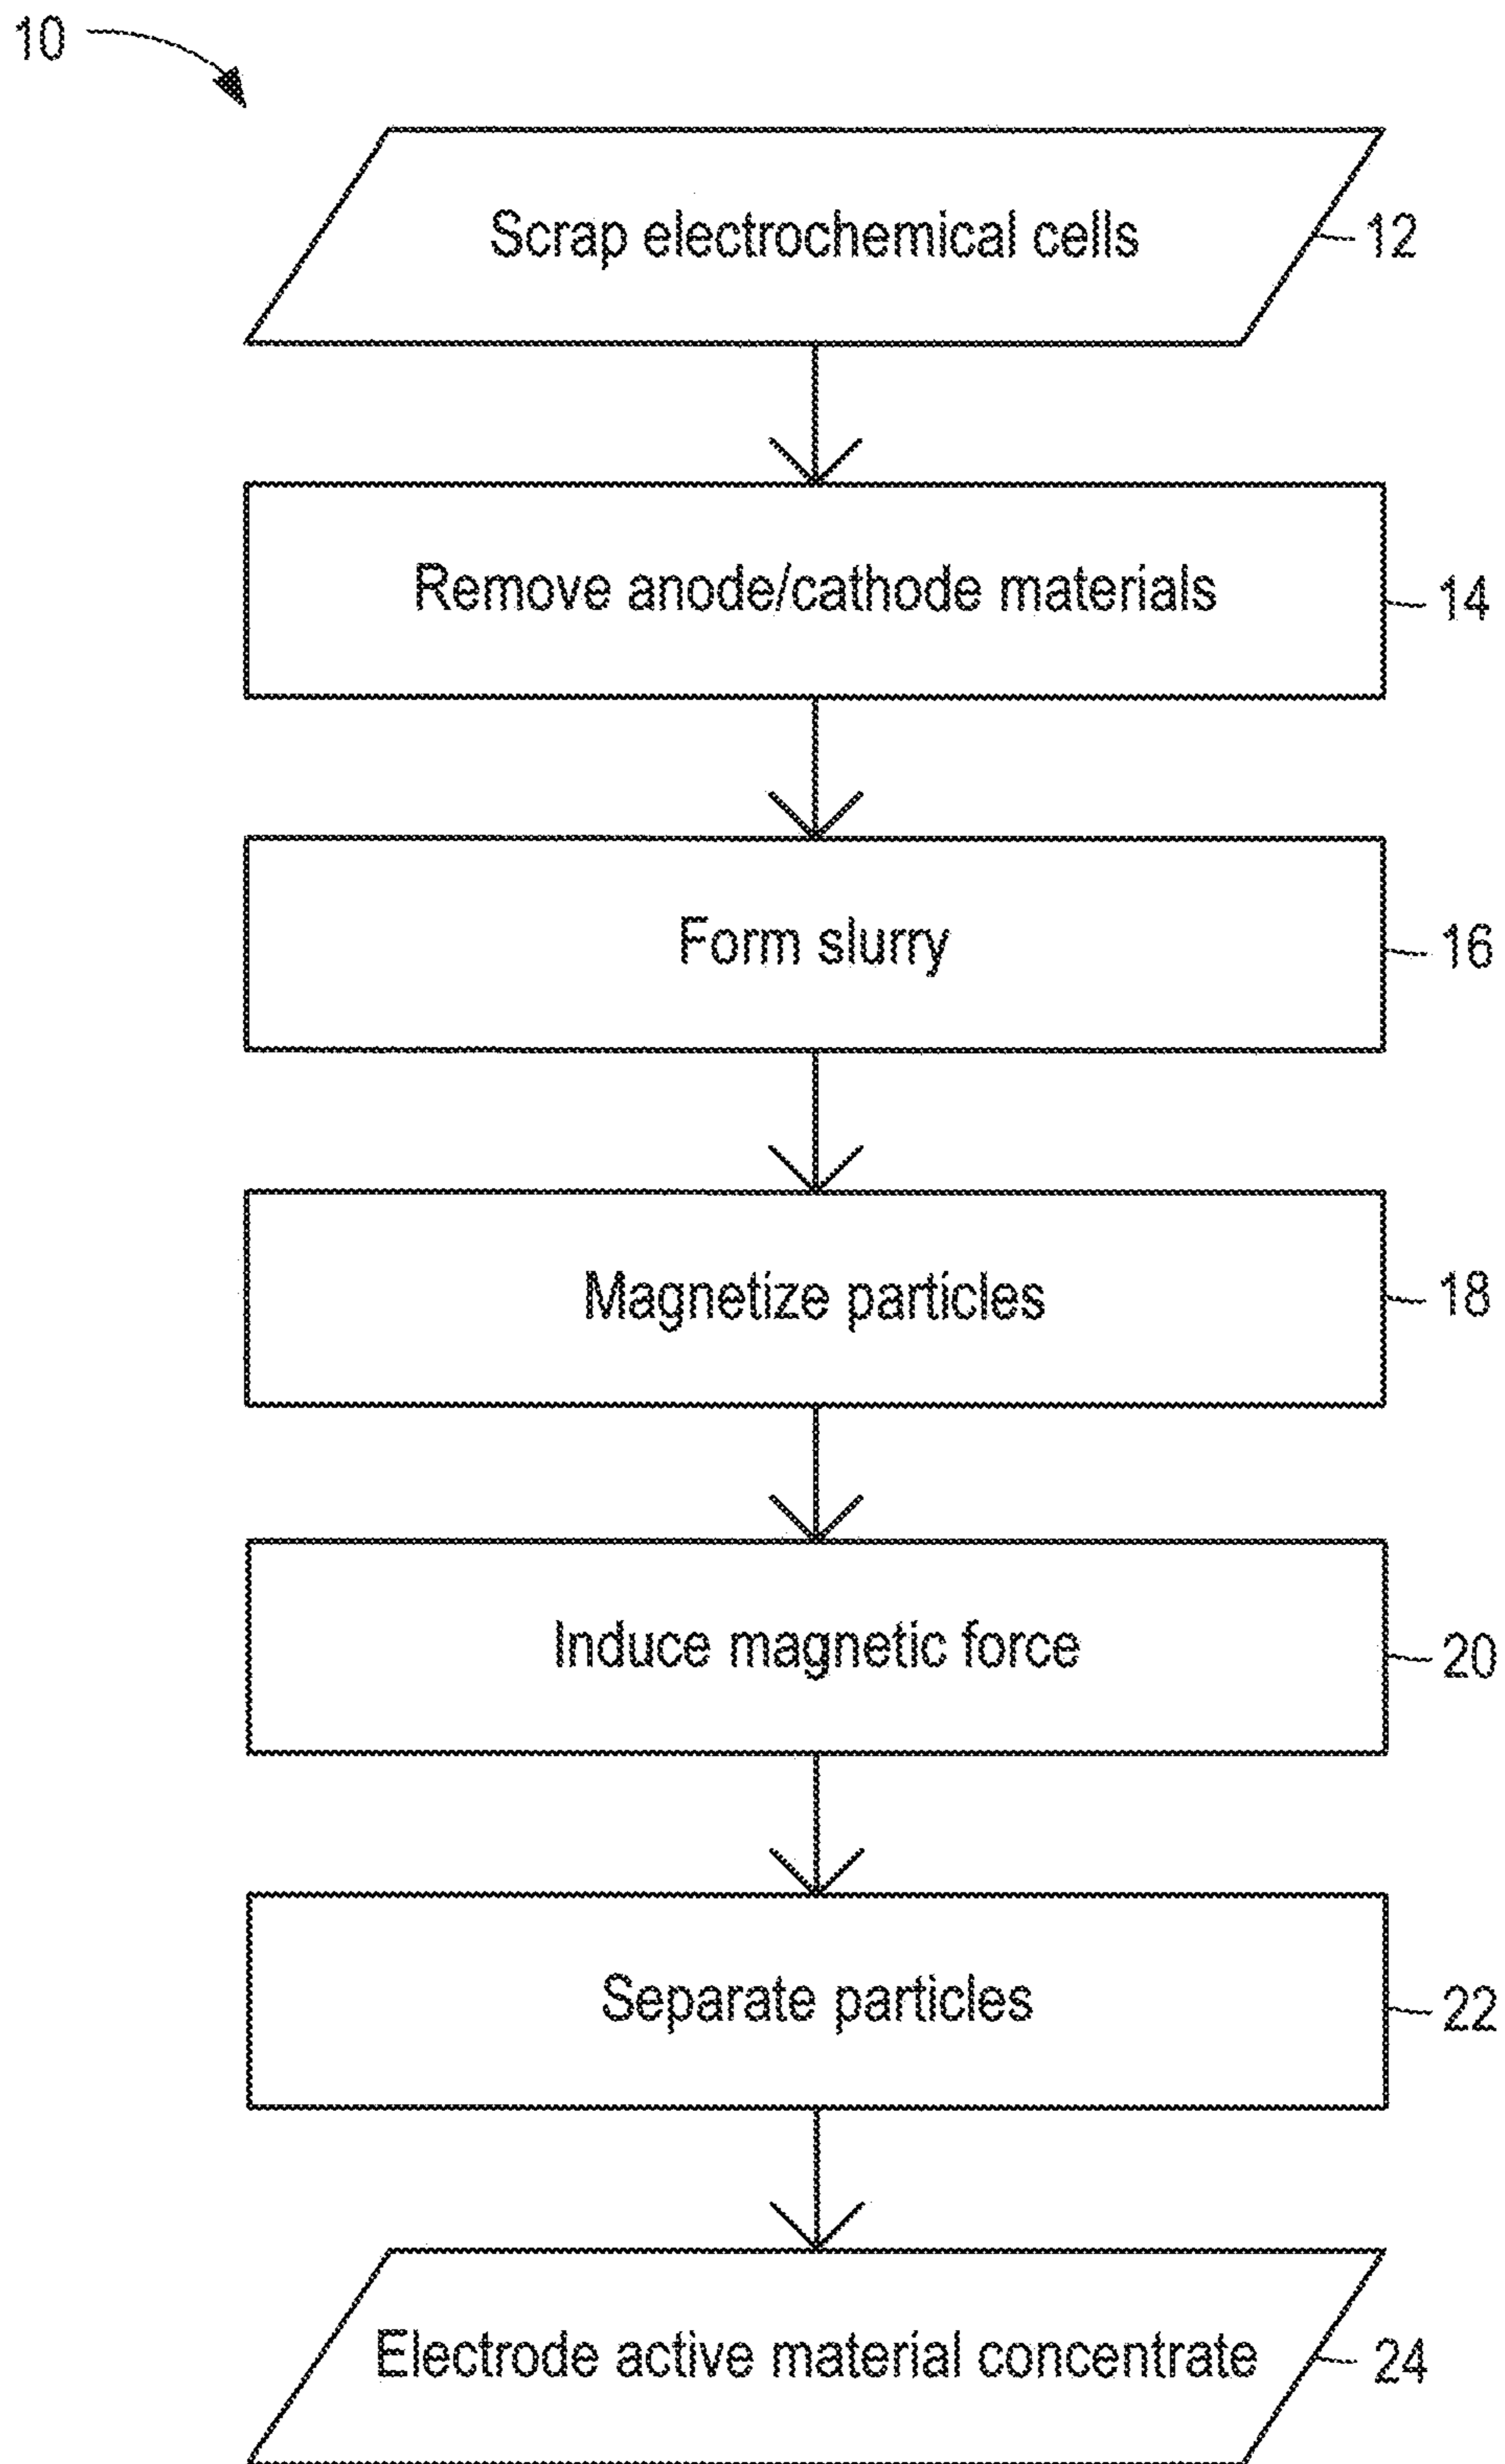 10
Scrap electrochemical cells
12
Remove anode/cathode materials
14
Form slurry
16
Magnetize particles
18
Induce magnetic force
20
Separate particles
22
Electrode active material concentrate
24